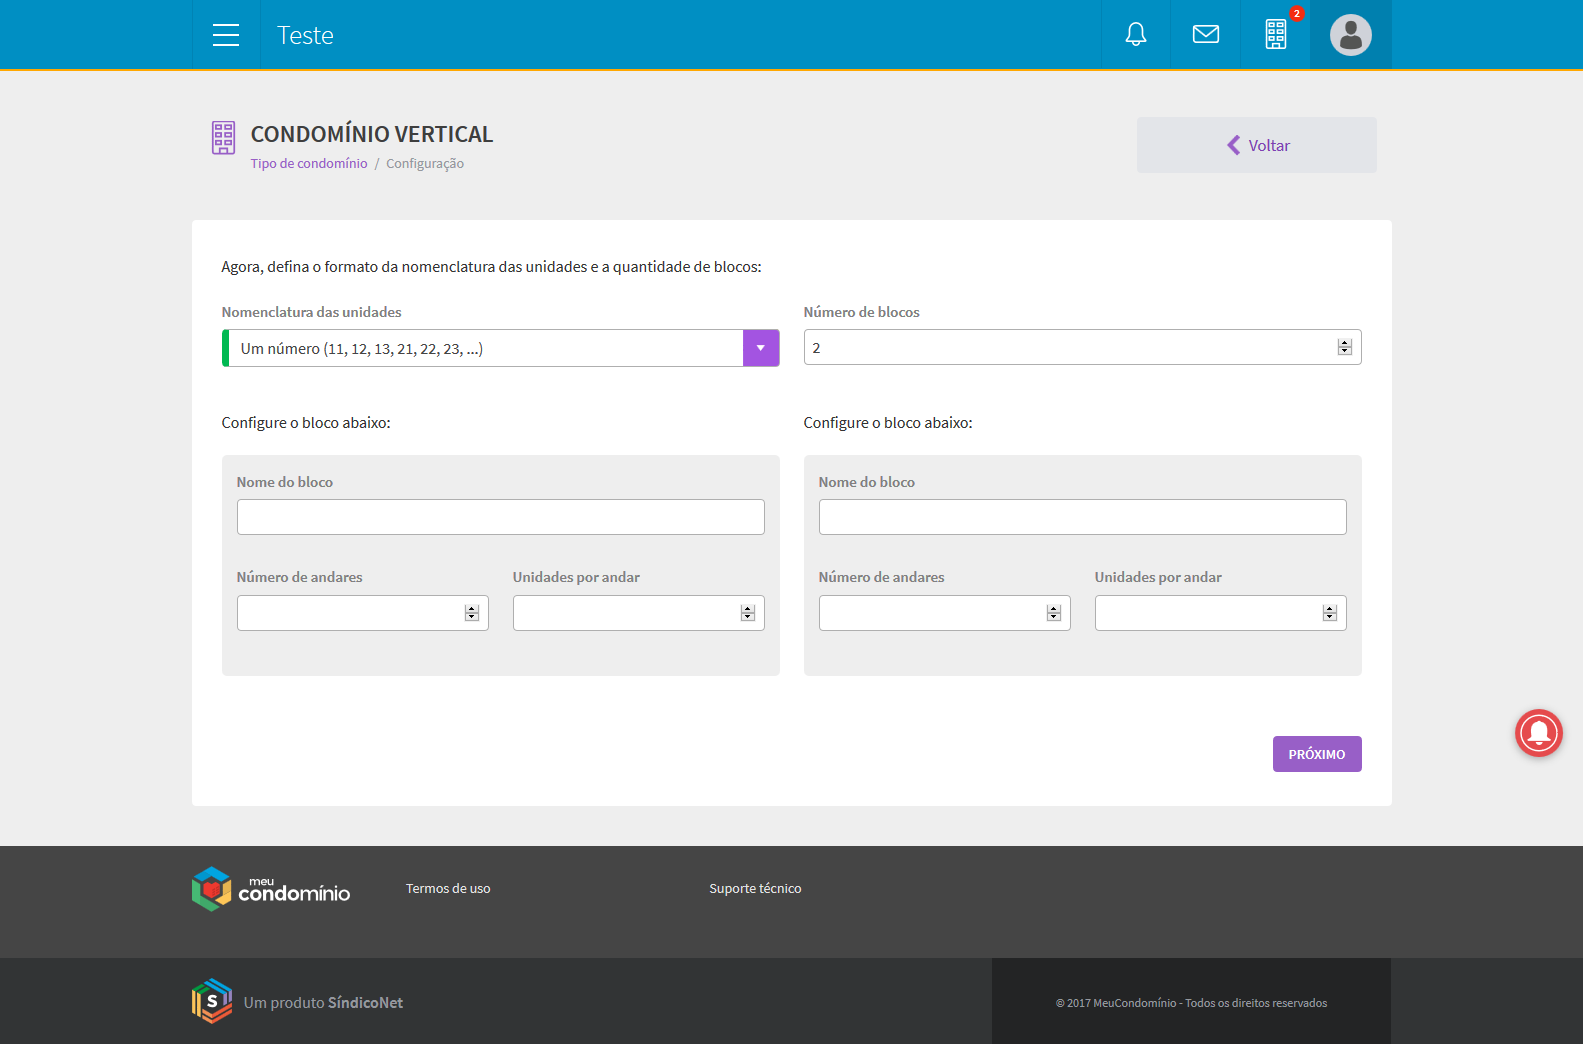 Teste
2
CONDOMÍNIO VERTICAL
Tipo de condomínio / Configuração
Voltar
Agora, defina o formato da nomenclatura das unidades e a quantidade de blocos:
Nomenclatura das unidades
Número de blocos
Um número (11, 12, 13, 21, 22, 23, ...)
2
Configure o bloco abaixo:
Configure o bloco abaixo:
Nome do bloco
Nome do bloco
Número de andares
Unidades por andar
Número de andares
Unidades por andar
PRÓXIMO
meu
condomínio
Termos de uso
Suporte técnico
S
Um produto SíndicoNet
© 2017 MeuCondomínio - Todos os direitos reservados